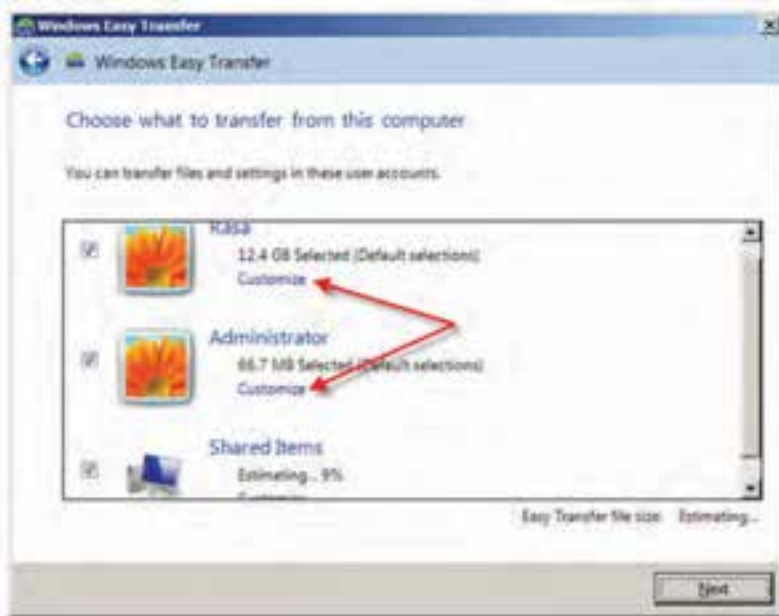 Windows Easy Transfer
Windows Easy Transfer
Choose what to transfer from this computer
You can transfer files and settings in these user accounts.
Rasa
12.4 GB Selected (Default selections)
Customize
Administrator
66.7 MB Selected (Default selections)
Customize
Shared Items
Estimating... 9%
Customize
Easy Transfer file size: Estimating...
Next